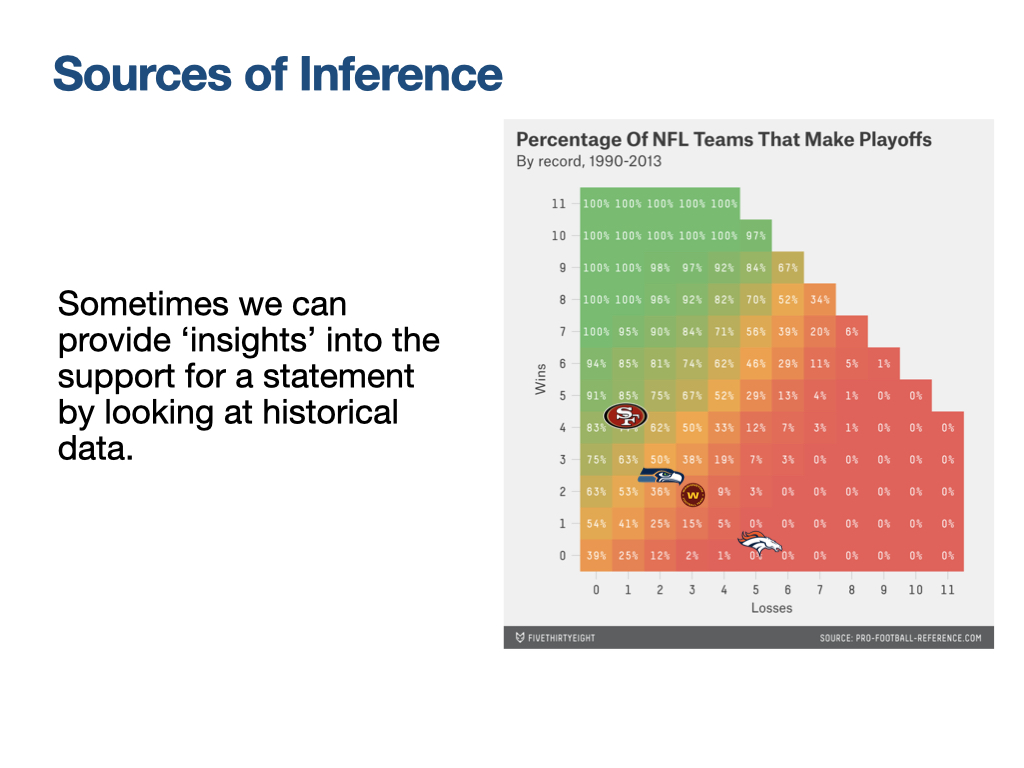 Sources of Inference
Sometimes we can
provide ‘insights’ into the
support for a statement
by looking at historical
data.
Percentage Of NFL Teams That Make Playoffs
By record, 1990-2013
Wins
11 100% 100% 100% 100% 100%
10 100% 100% 100% 100% 100% 97%
9 100% 100% 98% 97% 92% 84% 67%
8 100% 100% 96% 92% 82% 70% 52% 34%
7 100% 95% 90% 84% 71% 56% 39% 20% 6%
6 94% 85% 81% 74% 62% 46% 29% 11% 5% 1%
5 91% 85% 75% 67% 52% 29% 13% 4% 1% 0% 0%
SF
4 83% 62% 50% 33% 12% 7% 3% 1% 0% 0% 0%
3 75% 63% 50% 38% 19% 7% 3% 0% 0% 0% 0% 0%
2 63% 53% 36% W 9% 3% 0% 0% 0% 0% 0% 0%
1 54% 41% 25% 15% 5% 0% 0% 0% 0% 0% 0% 0%
0 39% 25% 12% 2% 1% 0% 0% 0% 0% 0% 0%
0 1 2 3 4 5 6 7 8 9 10 11
Losses
FIVETHIRTYEIGHT
SOURCE: PRO-FOOTBALL-REFERENCE.COM